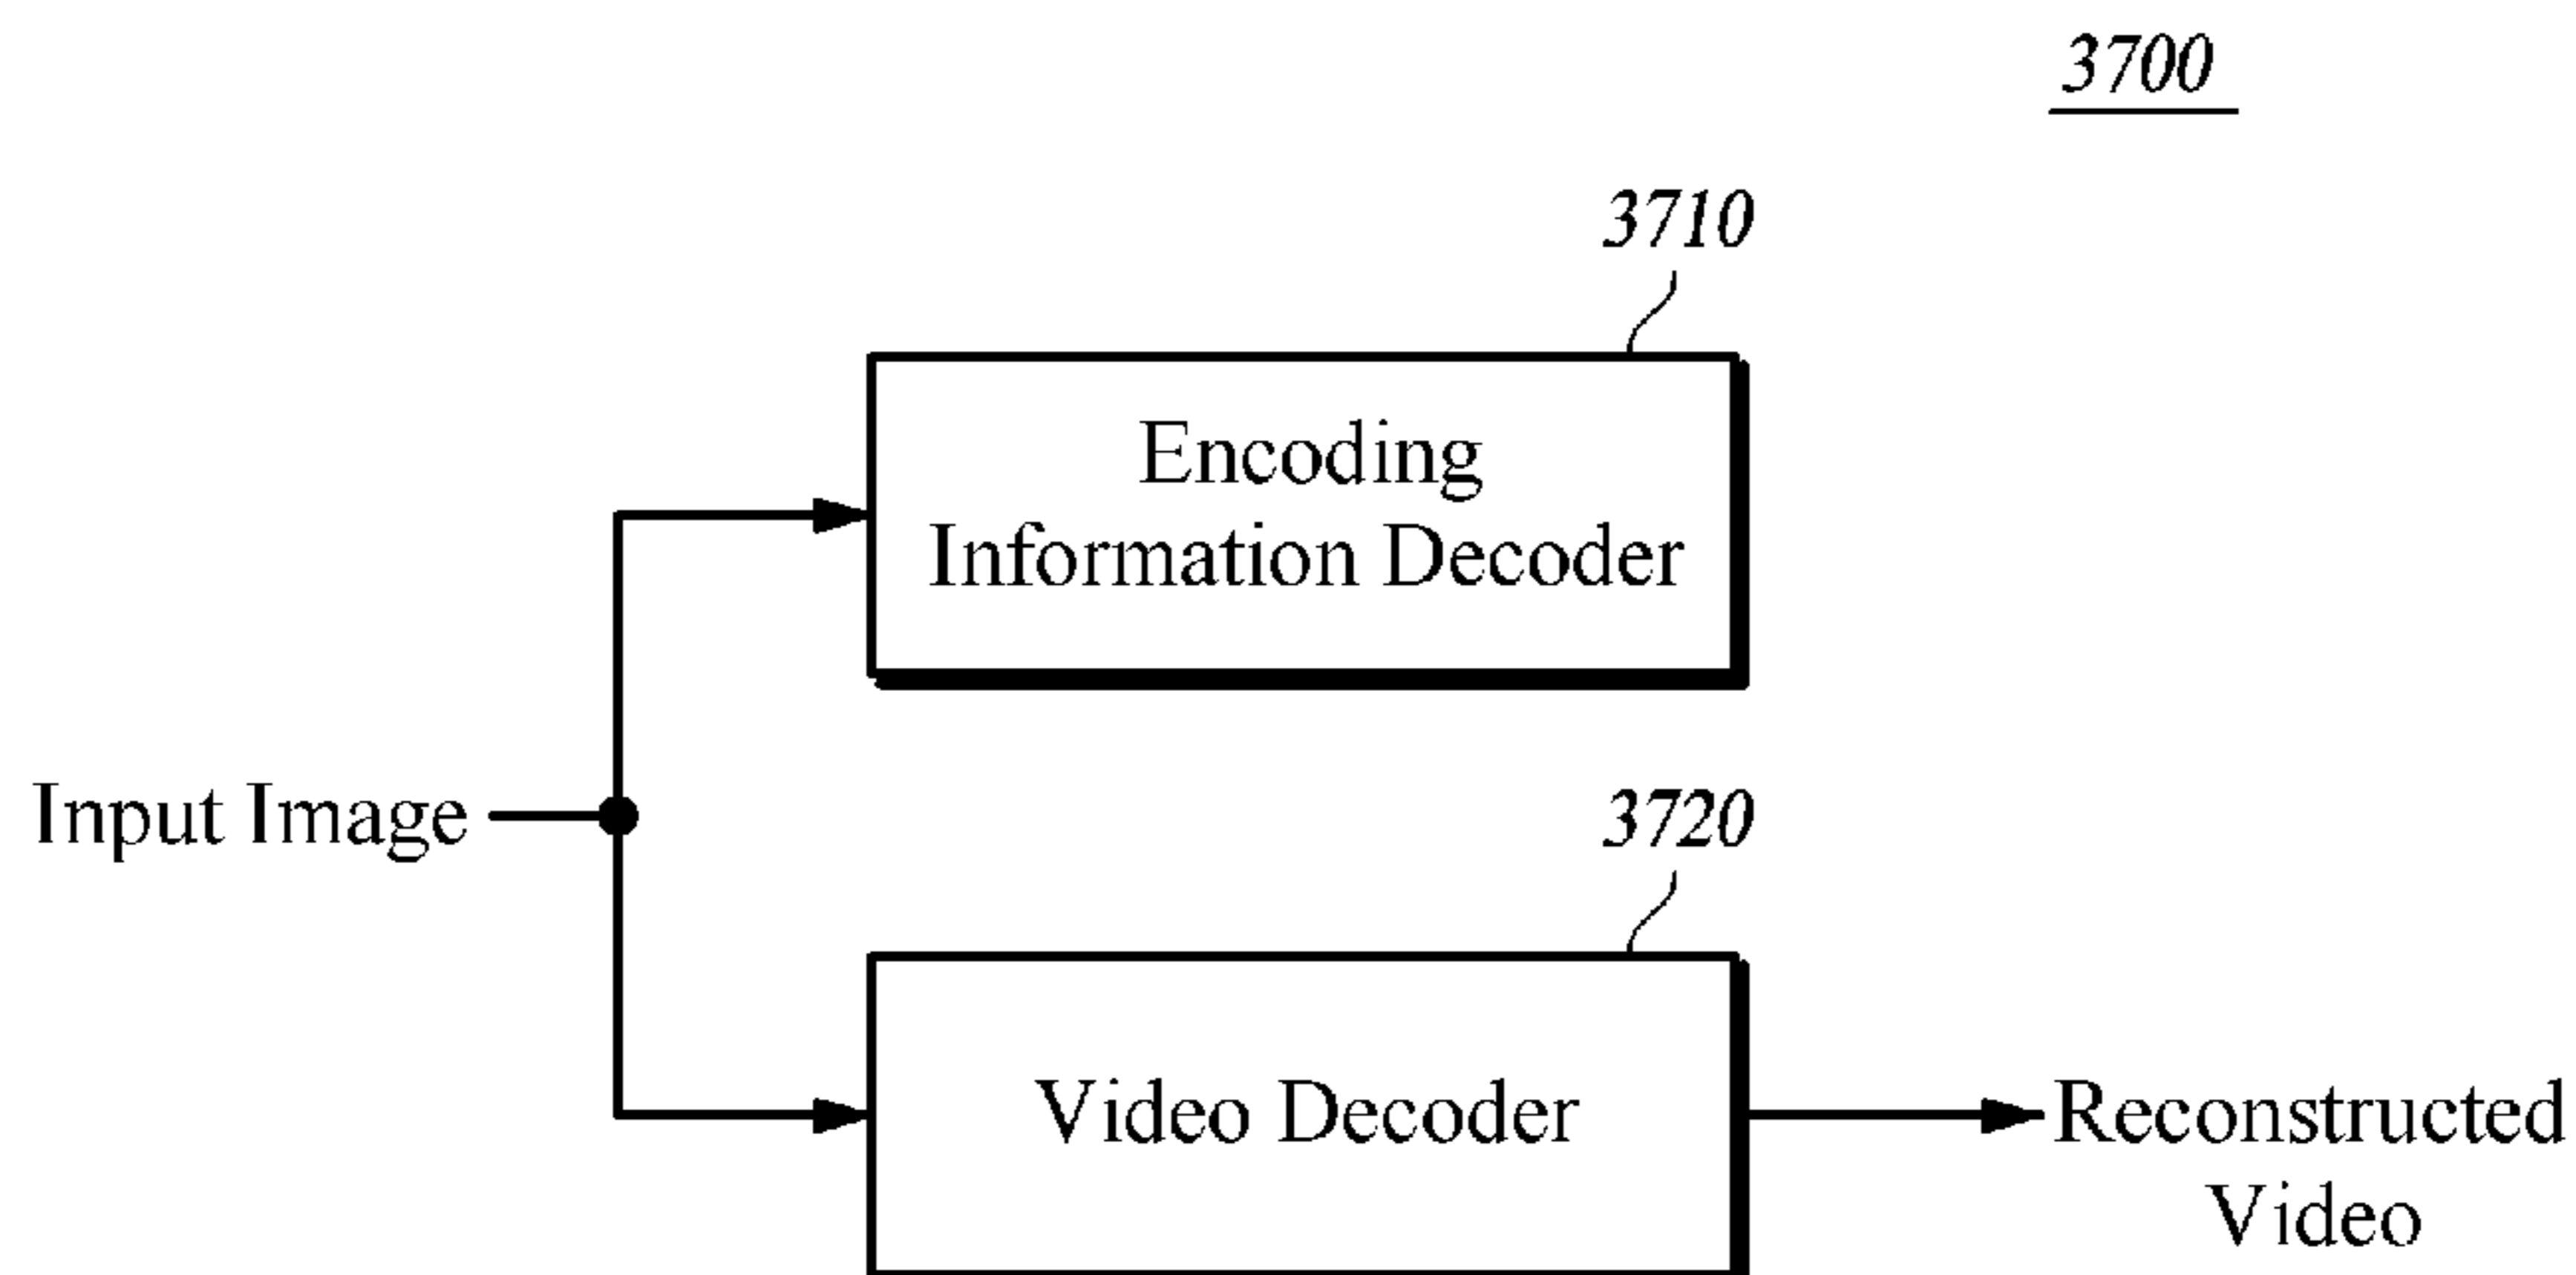 3700
3710
Encoding
Information Decoder
Input Image
3720
Video Decoder
Reconstructed
Video